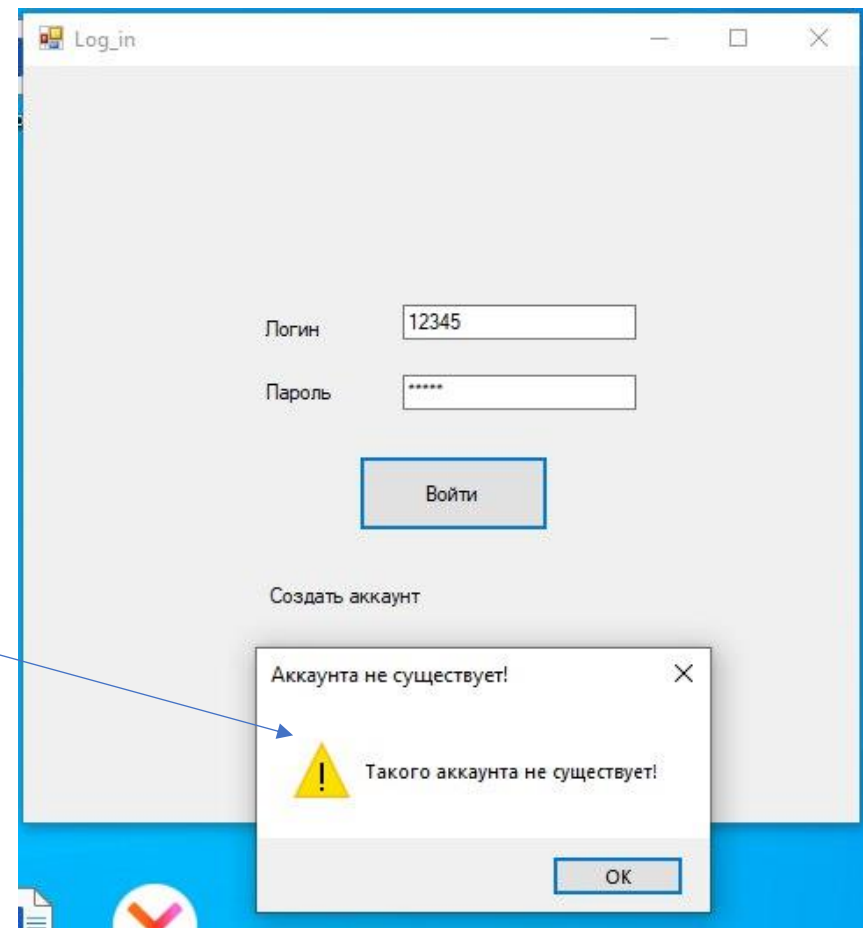 Log_in
Логин
12345
Пароль
*****
Войти
Создать аккаунт
Аккаунта не существует!
Такого аккаунта не существует!
OK